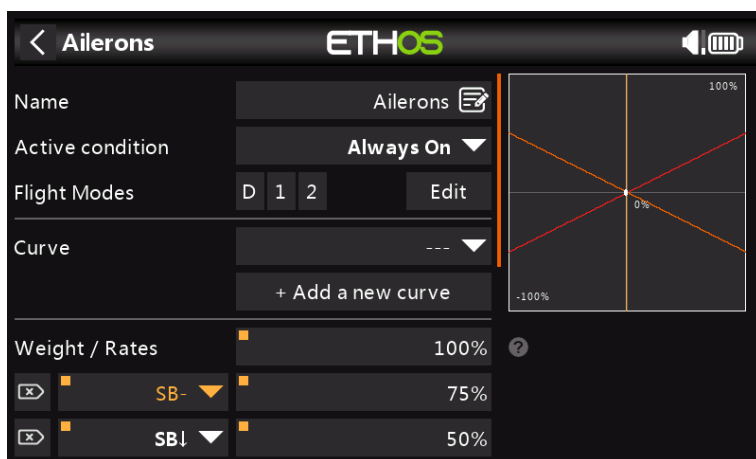 Ailerons
ETHOS
Name
Ailerons
Active condition
Always On
Flight Modes
D 1 2
Edit
Curve
---
+ Add a new curve
Weight / Rates
100%
SB-
75%
SB↓
50%
100%
0%
-100%
?